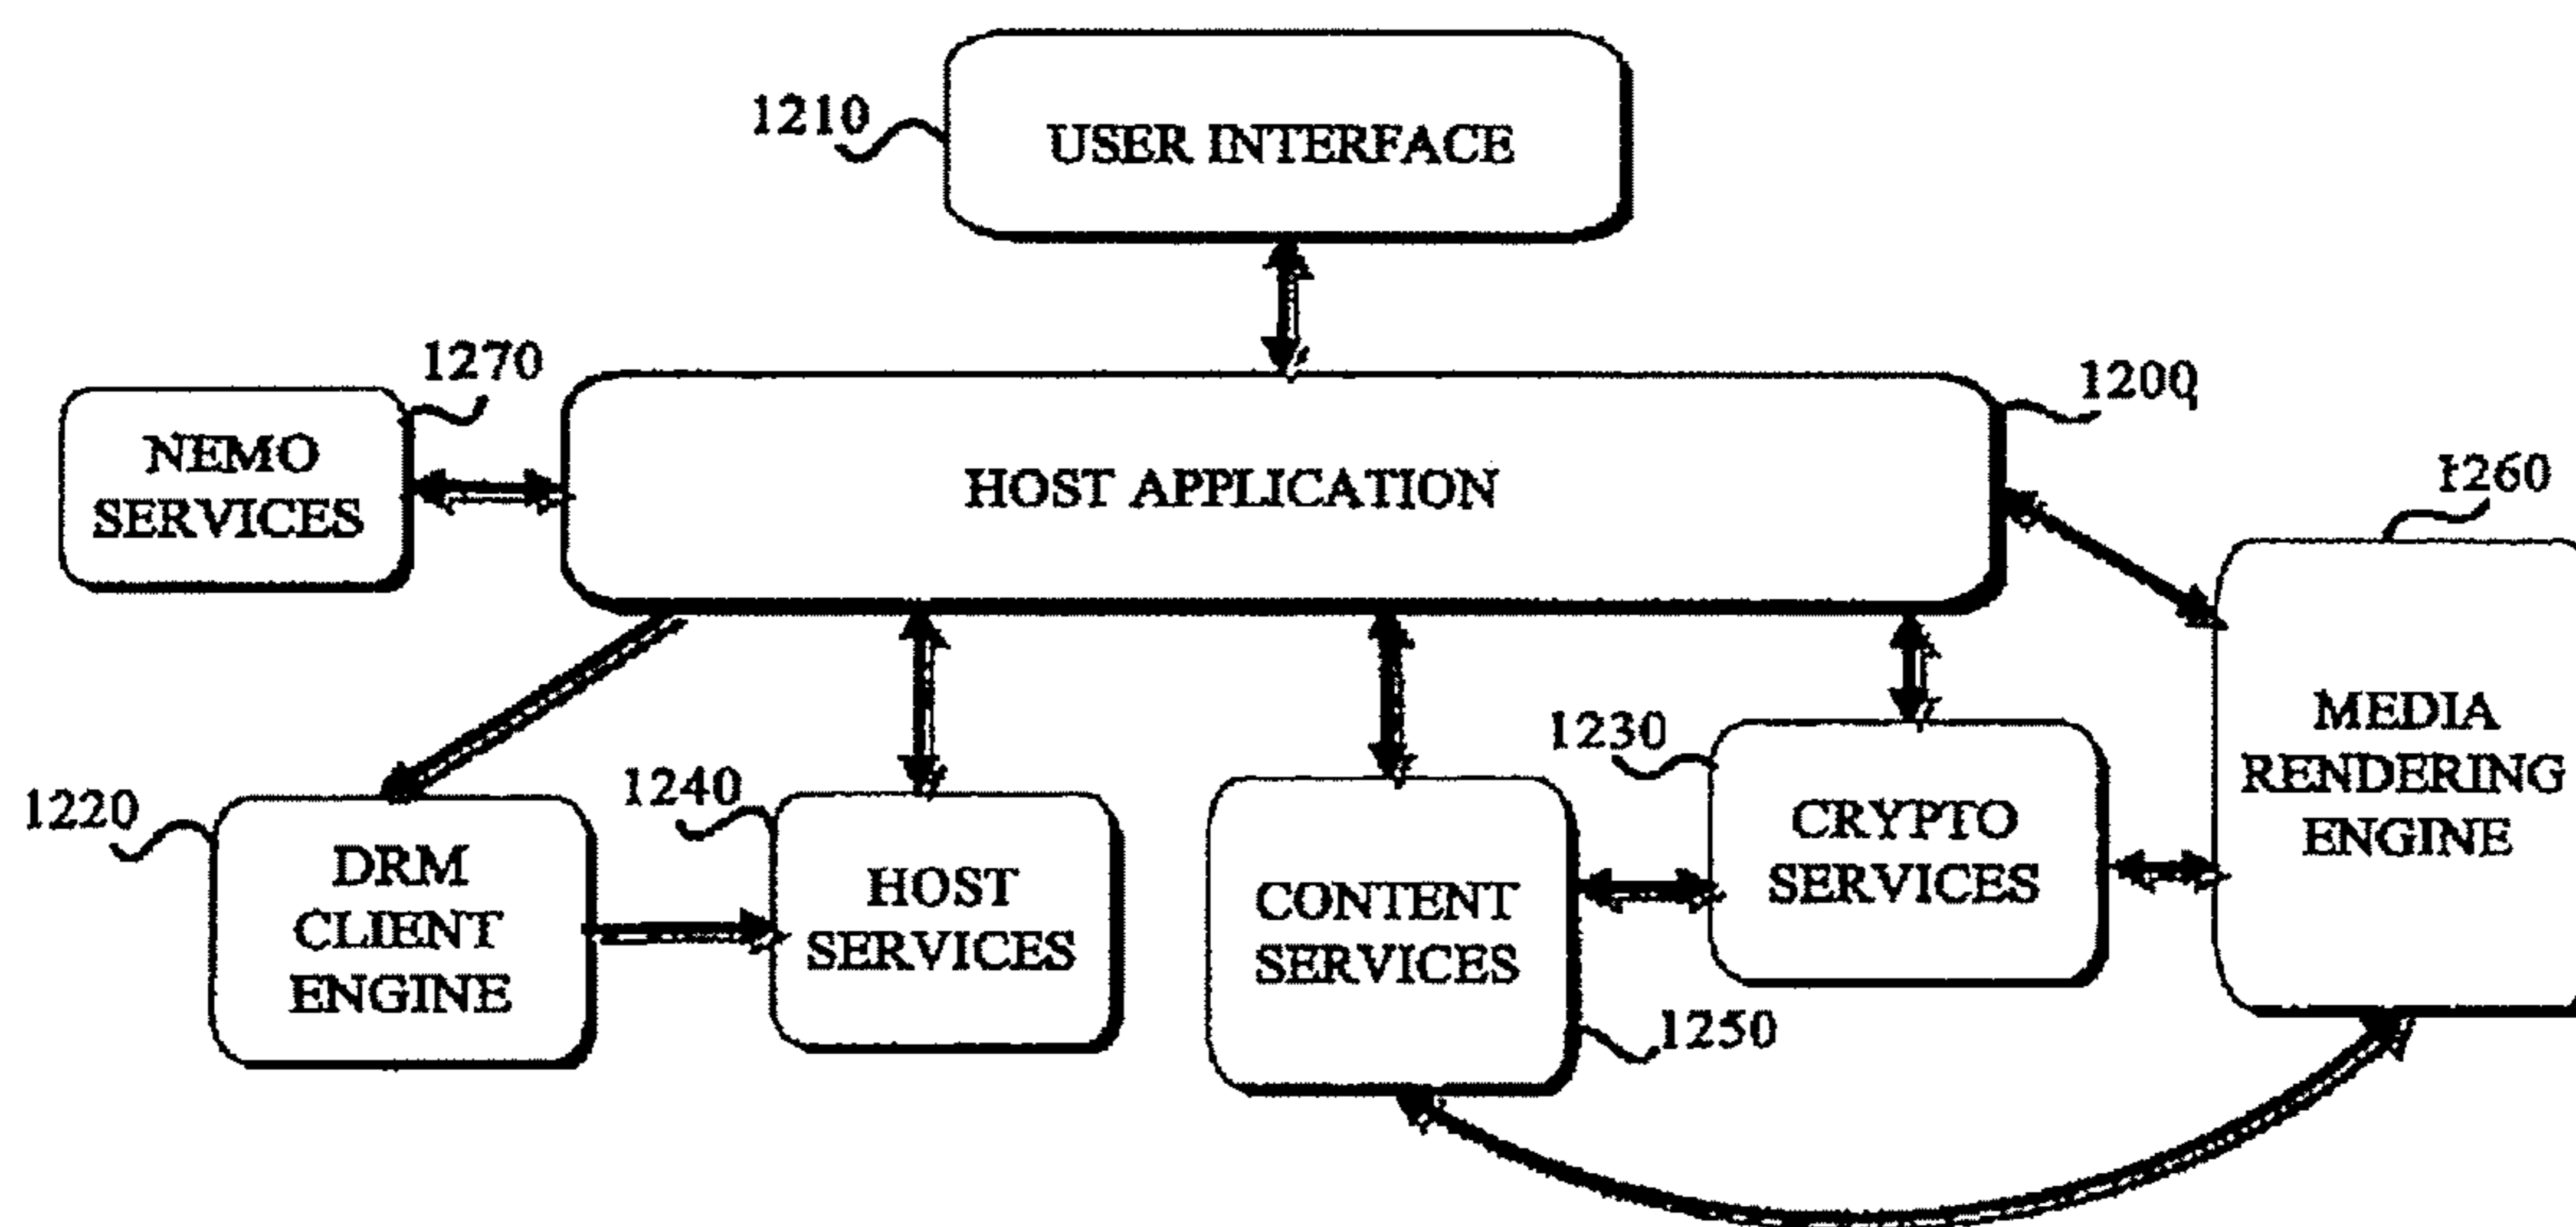 1210
USER INTERFACE
1270
1200
NEMO
SERVICES
HOST APPLICATION
1260
1220
DRM
CLIENT
ENGINE
1240
HOST
SERVICES
CONTENT
SERVICES
1250
1230
CRYPTO
SERVICES
MEDIA
RENDERING
ENGINE